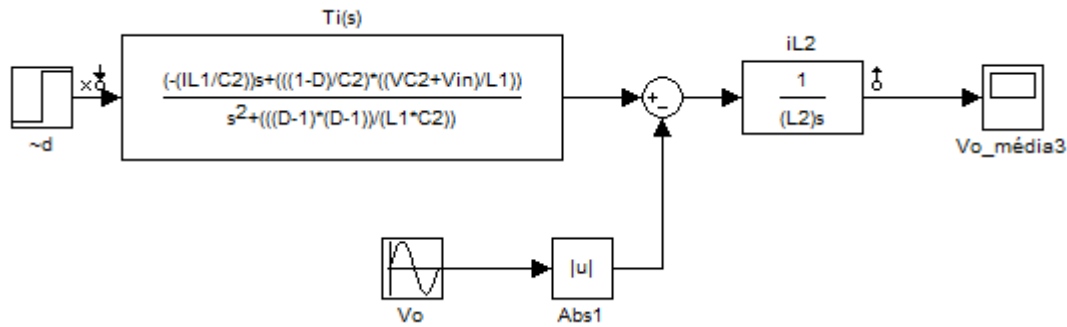 Ti(s)
(-(IL1/C2))s+(((1-D)/C2)*((VC2+Vin)/L1))
s2+(((D-1)*(D-1))/(L1*C2))
~d
x
+
−
iL2
1
(L2)s
Vo_média3
Vo
|u|
Abs1